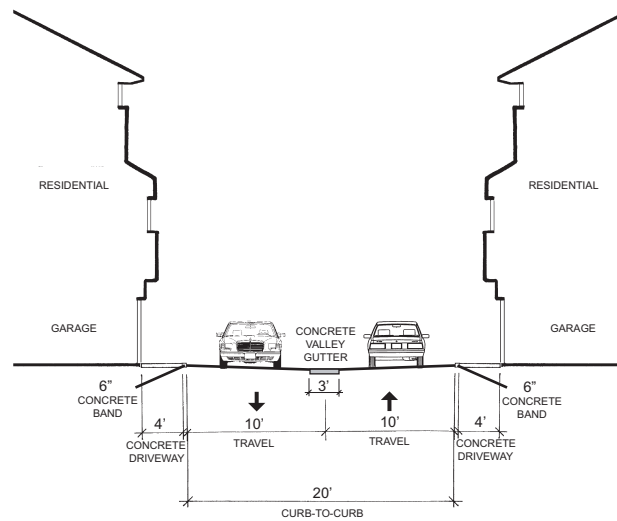 RESIDENTIAL
RESIDENTIAL
GARAGE
CONCRETE
VALLEY
GUTTER
GARAGE
6”
CONCRETE
BAND
3’
6”
CONCRETE
BAND
4’
10’
10’
4’
CONCRETE
DRIVEWAY
TRAVEL
TRAVEL
CONCRETE
DRIVEWAY
20’
CURB-TO-CURB